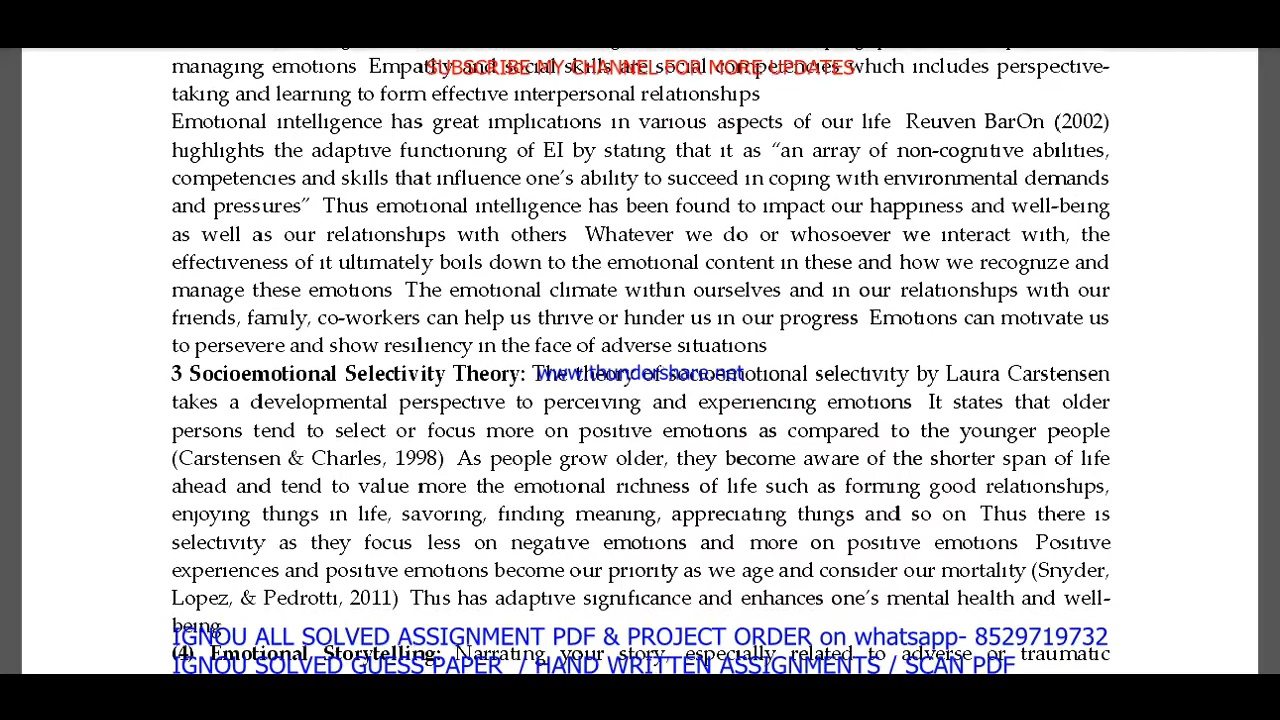 managing emotions Empathy and social skills are social competencies which includes perspective-
SUBSCRIBE MY CHANNEL FOR MORE UPDATES
taking and learning to form effective interpersonal relationships
Emotional intelligence has great implications in various aspects of our life Reuven BarOn (2002)
highlights the adaptive functioning of EI by stating that it as “an array of non-cognitive abilities,
competencies and skills that influence one’s ability to succeed in coping with environmental demands
and pressures” Thus emotional intelligence has been found to impact our happiness and well-being
as well as our relationships with others Whatever we do or whosoever we interact with, the
effectiveness of it ultimately boils down to the emotional content in these and how we recognize and
manage these emotions The emotional climate within ourselves and in our relationships with our
friends, family, co-workers can help us thrive or hinder us in our progress Emotions can motivate us
to persevere and show resiliency in the face of adverse situations
3 Socioemotional Selectivity Theory: The theory of socioemotional selectivity by Laura Carstensen
www.thundershare.net
takes a developmental perspective to perceiving and experiencing emotions It states that older
persons tend to select or focus more on positive emotions as compared to the younger people
(Carstensen & Charles, 1998) As people grow older, they become aware of the shorter span of life
ahead and tend to value more the emotional richness of life such as forming good relationships,
enjoying things in life, savoring, finding meaning, appreciating things and so on Thus there is
selectivity as they focus less on negative emotions and more on positive emotions Positive
experiences and positive emotions become our priority as we age and consider our mortality (Snyder,
Lopez, & Pedrotti, 2011) This has adaptive significance and enhances one’s mental health and well-
being
IGNOU ALL SOLVED ASSIGNMENT PDF & PROJECT ORDER on whatsapp- 8529719732
(4) Emotional Storytelling: Narrating your story, especially related to adverse or traumatic
IGNOU SOLVED GUESS PAPER / HAND WRITTEN ASSIGNMENTS / SCAN PDF